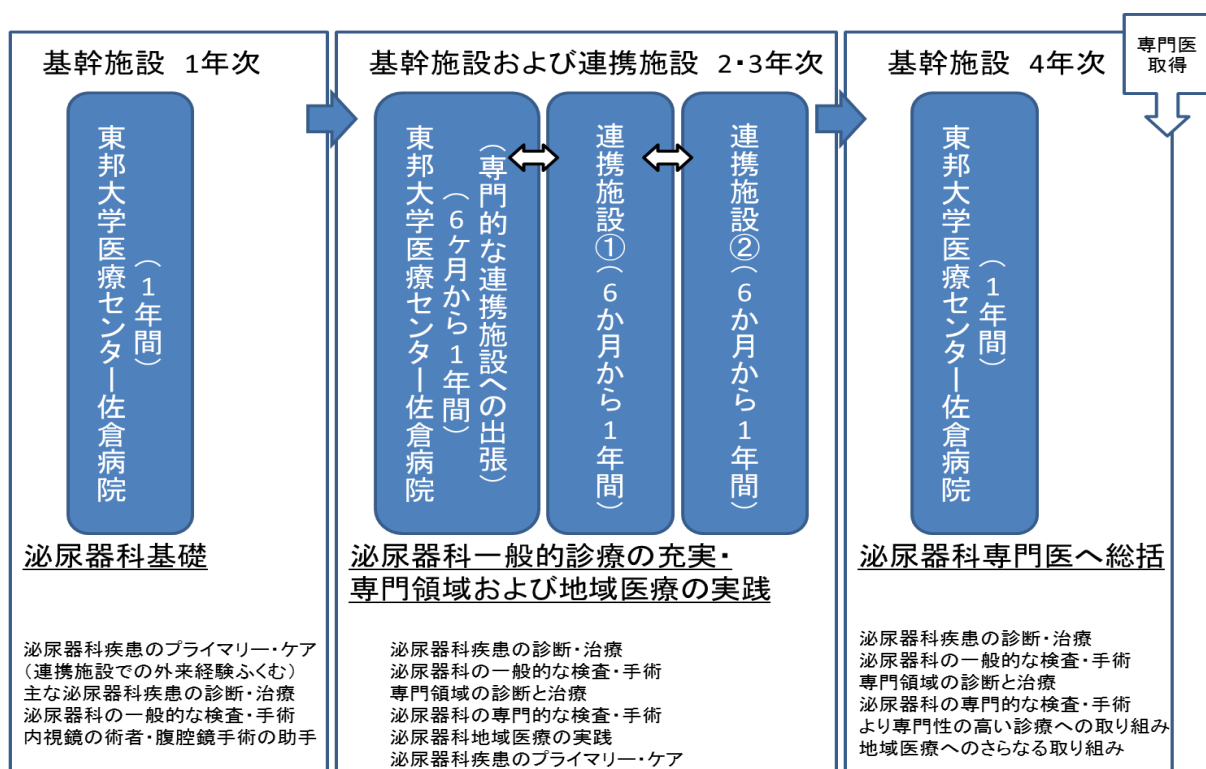 基幹施設 1年次
東邦大学医療センター佐倉病院
（1年間）
泌尿器科基礎
泌尿器科疾患のプライマリー・ケア
（連携施設での外来経験ふくむ）
主な泌尿器科疾患の診断・治療
泌尿器科の一般的な検査・手術
内視鏡の術者・腹腔鏡手術の助手
基幹施設および連携施設 2・3年次
（専門的な連携施設への出張）
（6ケ月から1年間）
東邦大学医療センター佐倉病院
連携施設①（6か月から1年間）
連携施設②（6か月から1年間）
泌尿器科一般的診療の充実・
専門領域および地域医療の実践
泌尿器科疾患の診断・治療
泌尿器科の一般的な検査・手術
専門領域の診断と治療
泌尿器科の専門的な検査・手術
泌尿器科地域医療の実践
泌尿器科疾患のプライマリー・ケア
基幹施設 4年次
東邦大学医療センター佐倉病院
（1年間）
泌尿器科専門医へ総括
泌尿器科疾患の診断・治療
泌尿器科の一般的な検査・手術
専門領域の診断と治療
泌尿器科の専門的な検査・手術
より専門性の高い診療への取り組み
地域医療へのさらなる取り組み
専門医
取得